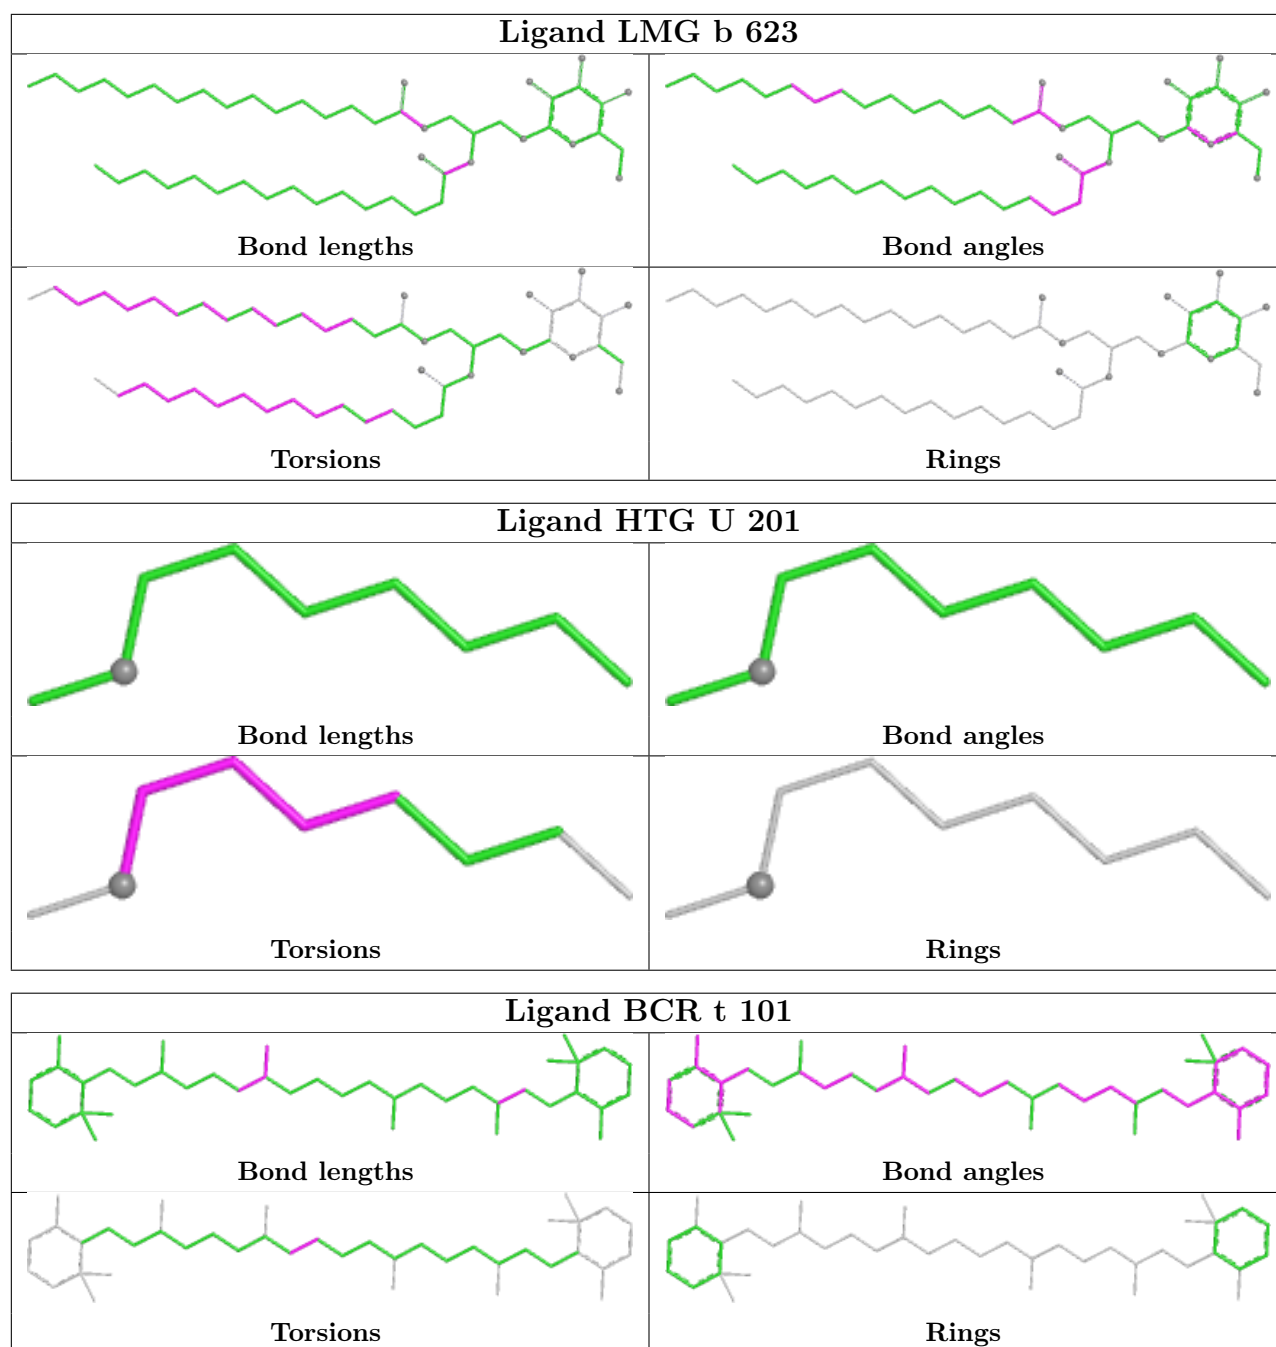 Ligand LMG b 623
Bond lengths
Bond angles
Torsions
Rings
Ligand HTG U 201
Bond lengths
Bond angles
Torsions
Rings
Ligand BCR t 101
Bond lengths
Bond angles
Torsions
Rings